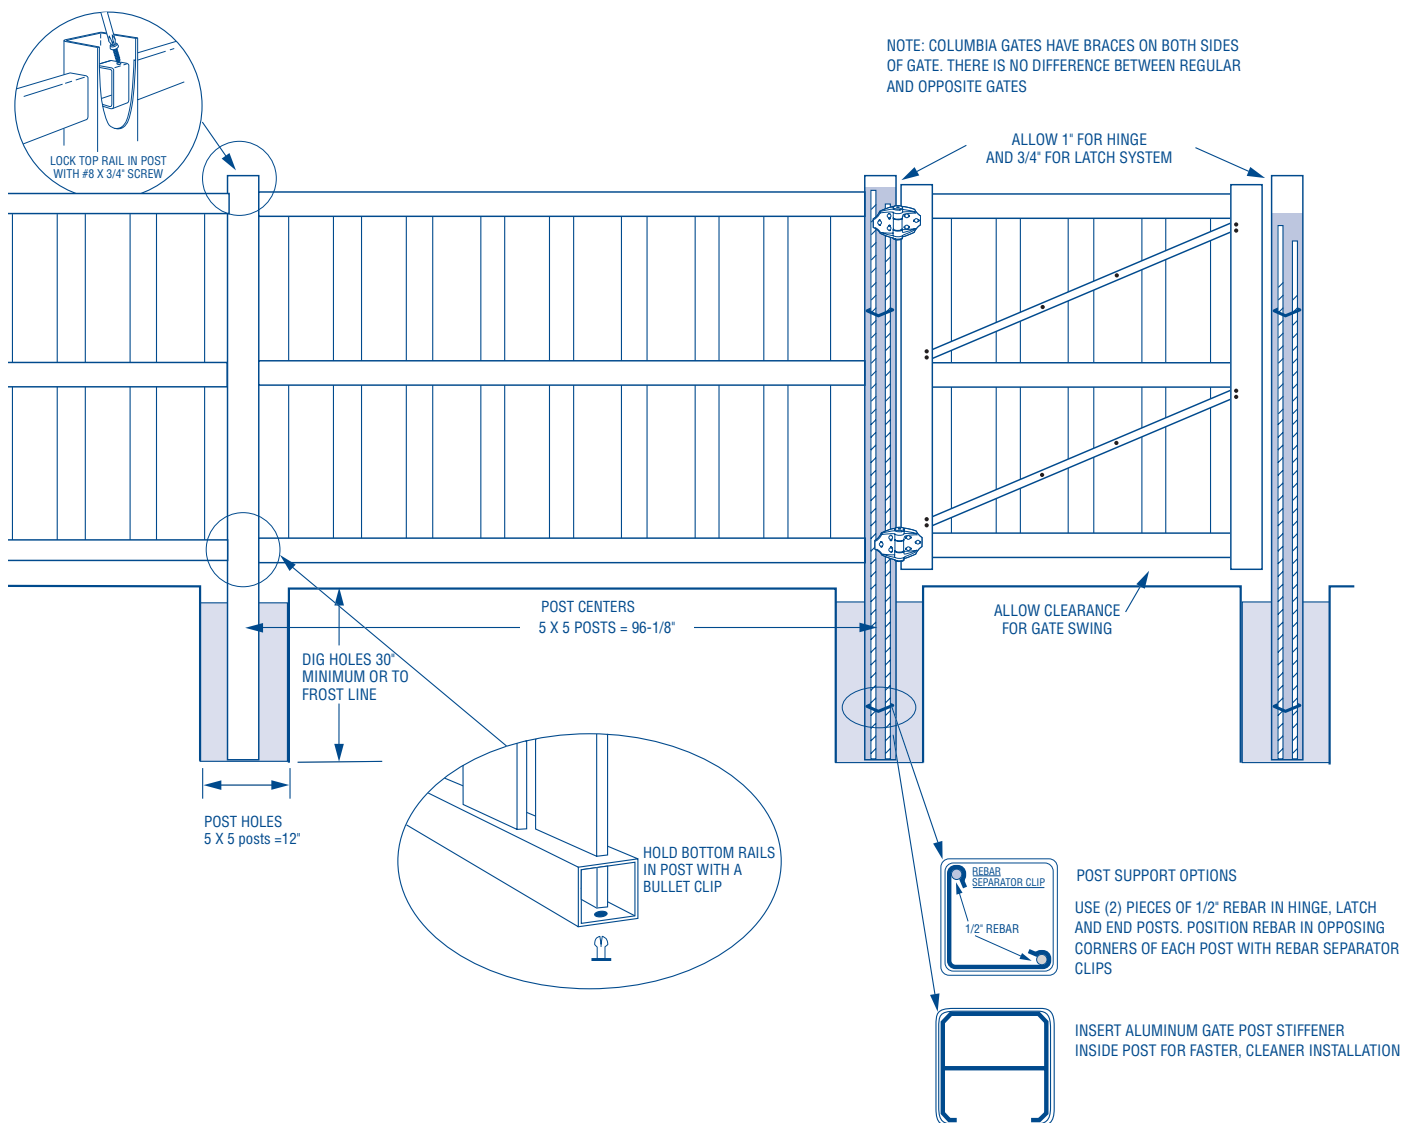 NOTE: COLUMBIA GATES HAVE BRACES ON BOTH SIDES
OF GATE. THERE IS NO DIFFERENCE BETWEEN REGULAR
AND OPPOSITE GATES
ALLOW 1" FOR HINGE
AND 3/4" FOR LATCH SYSTEM
LOCK TOP RAIL IN POST
WITH #8 X 3/4" SCREW
POST CENTERS
5 X 5 POSTS = 96-1/8"
ALLOW CLEARANCE
FOR GATE SWING
DIG HOLES 30"
MINIMUM OR TO
FROST LINE
POST HOLES
5 X 5 posts =12"
HOLD BOTTOM RAILS
IN POST WITH A
BULLET CLIP
REBAR
SEPARATOR CLIP
1/2" REBAR
POST SUPPORT OPTIONS
USE (2) PIECES OF 1/2" REBAR IN HINGE, LATCH
AND END POSTS. POSITION REBAR IN OPPOSING
CORNERS OF EACH POST WITH REBAR SEPARATOR
CLIPS
INSERT ALUMINUM GATE POST STIFFENER
INSIDE POST FOR FASTER, CLEANER INSTALLATION